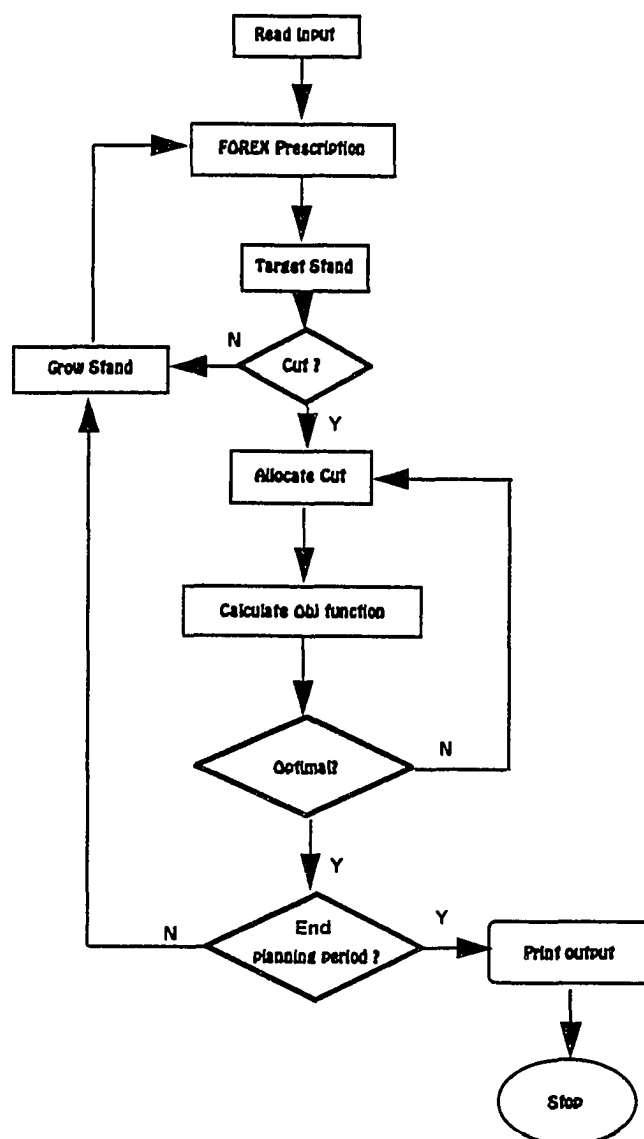 Read Input
FOREX Prescription
Target Stand
N
Grow Stand
Cut ?
Y
Allocate Cut
Calculate Obj function
Optimal?
N
Y
End
planning period ?
N
Y
Print output
Stop